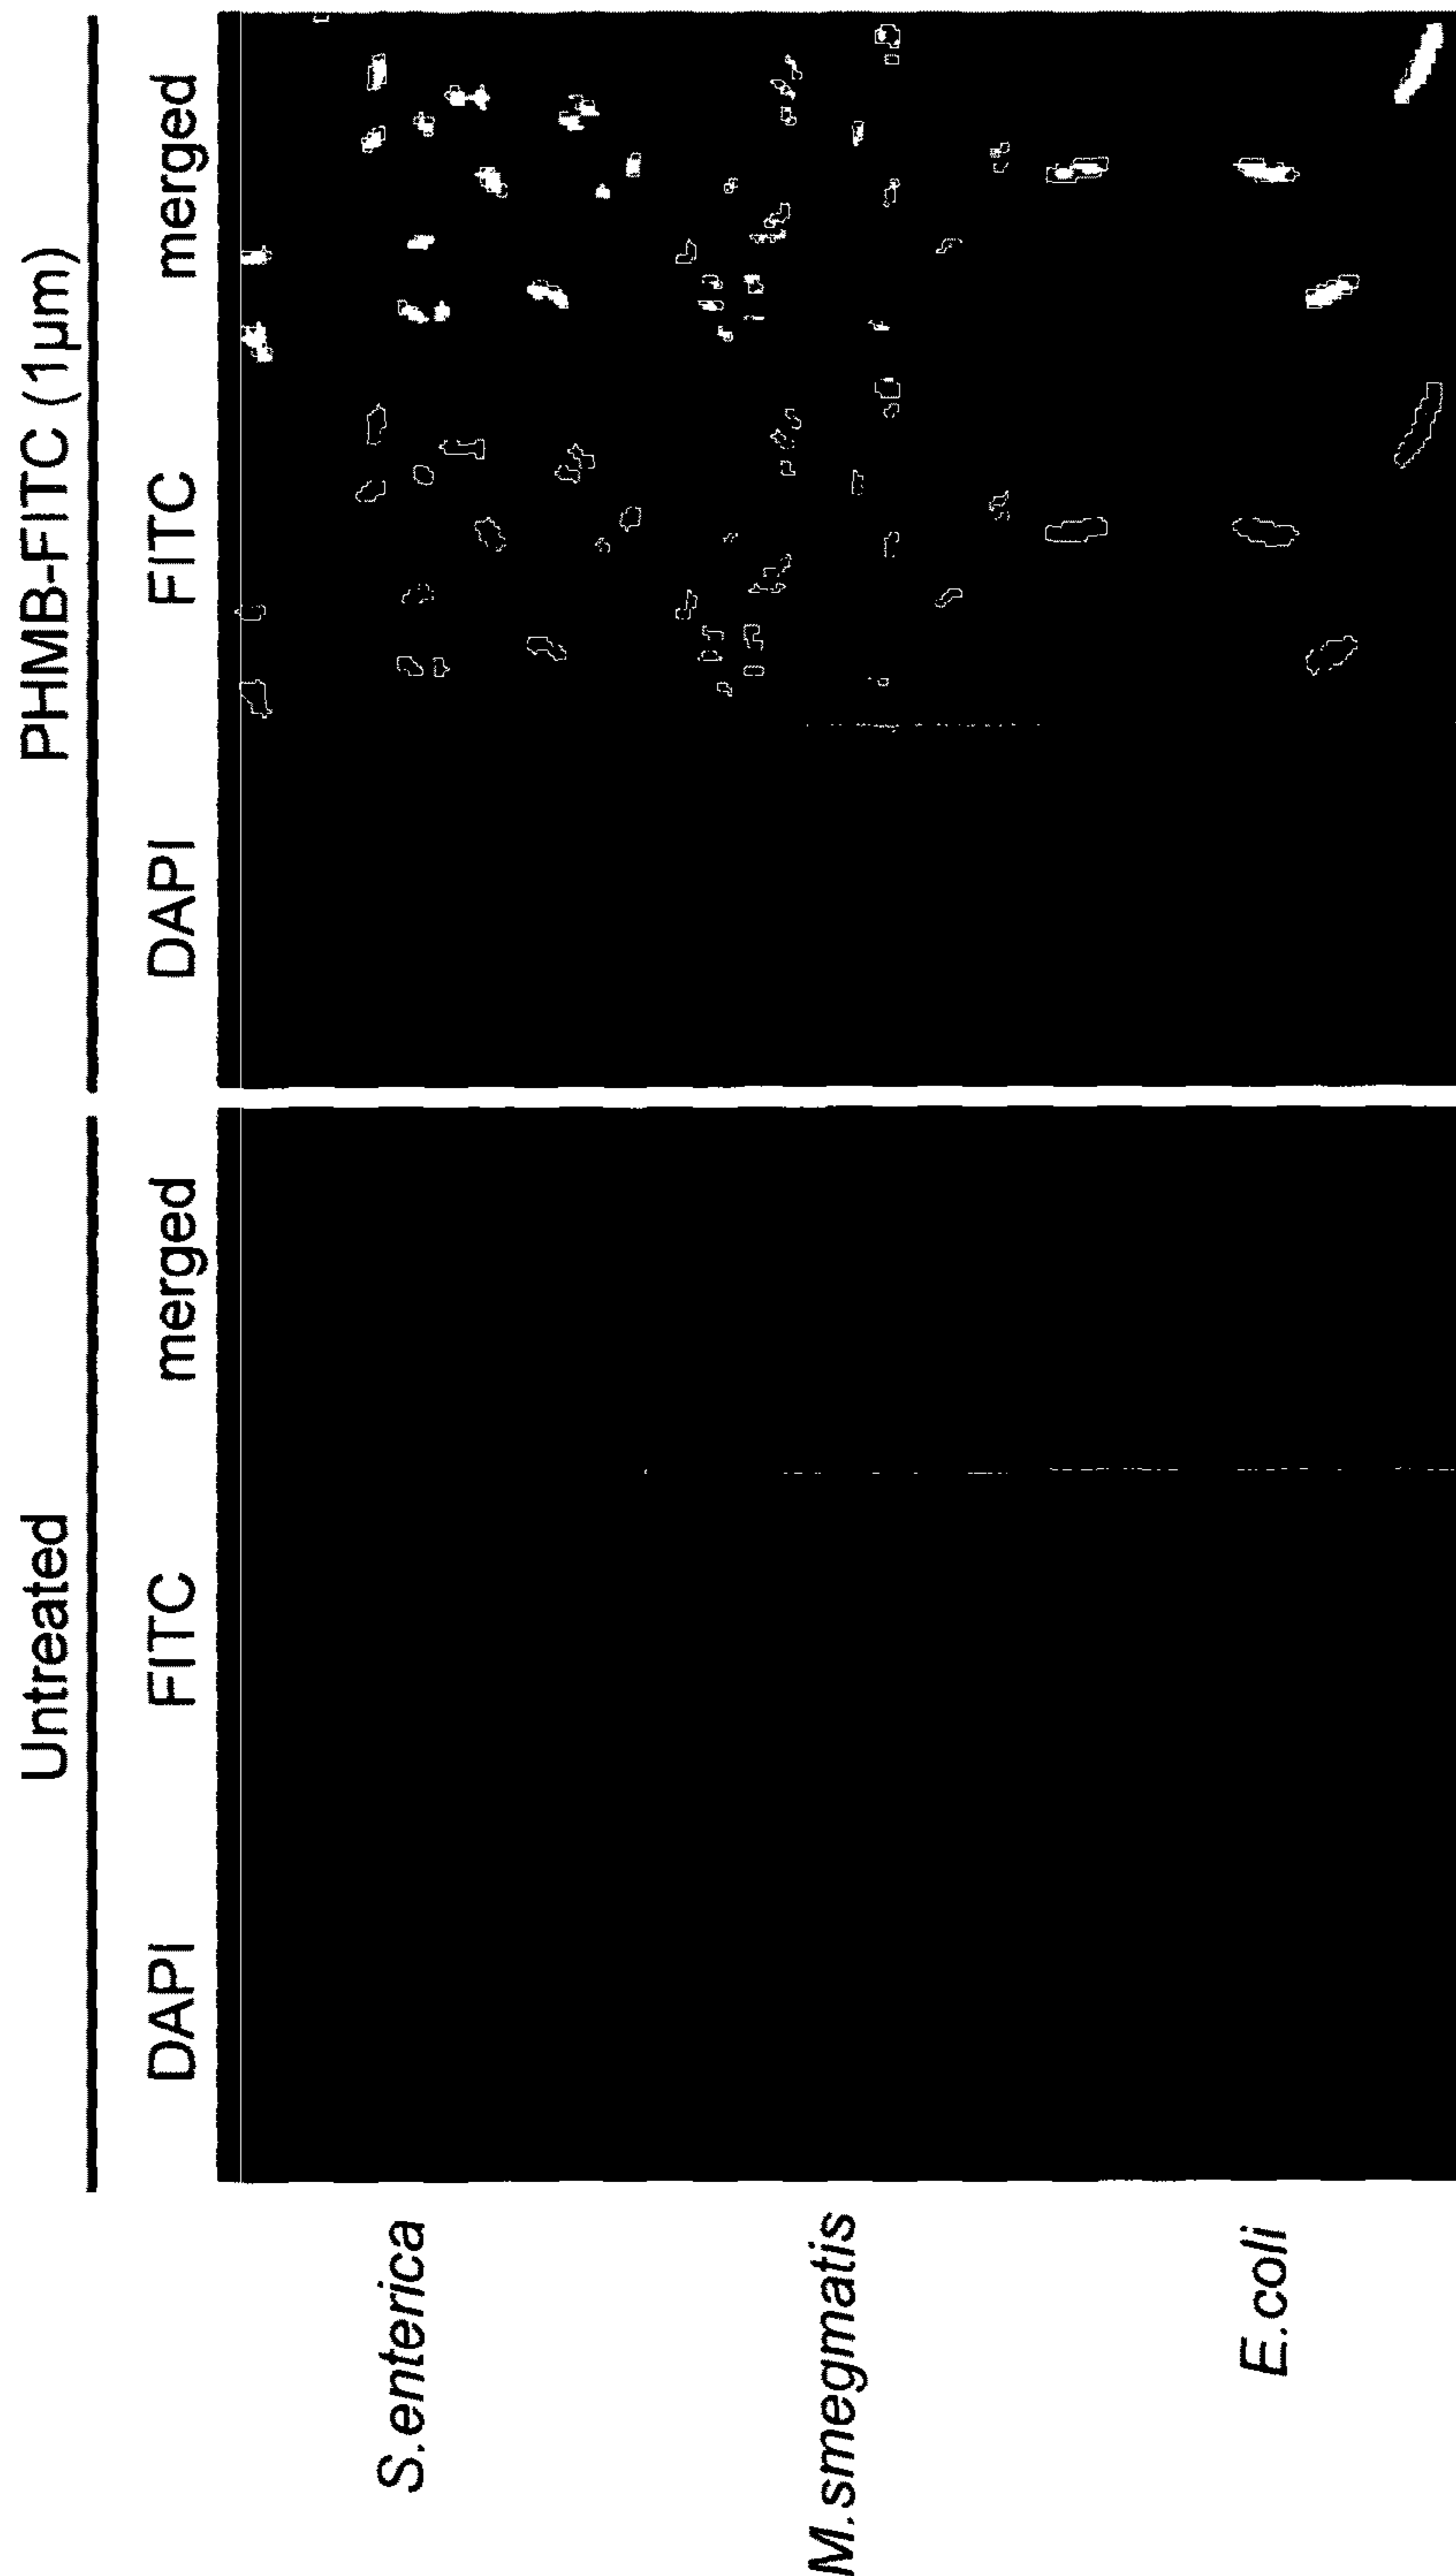 Untreated
PHMB-FITC (1µm)
DAPI
FITC
merged
DAPI
FITC
merged
S.enterica
M.smegmatis
E.coli